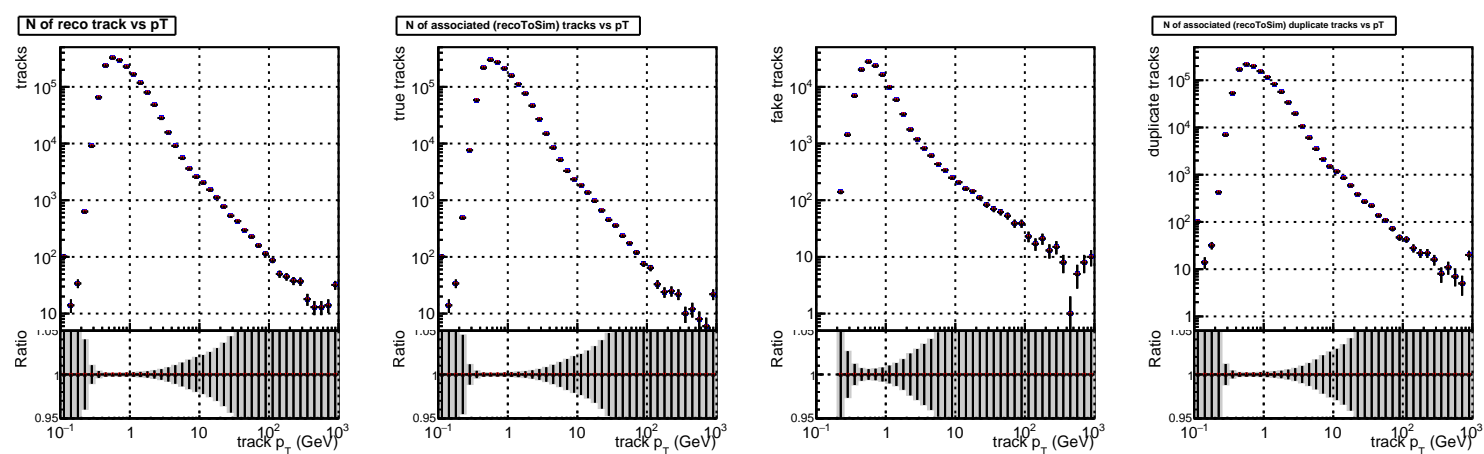 N of reco track vs pT
tracks
10^5
10^4
10^3
10^2
10
Ratio
1.05
1
0.95
10^−1 1 10 10^2 10^3
track p_T (GeV)
N of associated (recoToSim) tracks vs pT
true tracks
10^5
10^4
10^3
10^2
10
Ratio
1.05
1
0.95
10^−1 1 10 10^2 10^3
track p_T (GeV)
fake tracks
10^4
10^3
10^2
10
1
Ratio
1.05
1
0.95
10^−1 1 10 10^2 10^3
track p_T (GeV)
N of associated (recoToSim) duplicate tracks vs pT
duplicate tracks
10^5
10^4
10^3
10^2
10
1
Ratio
1.05
1
0.95
10^−1 1 10 10^2 10^3
track p_T (GeV)